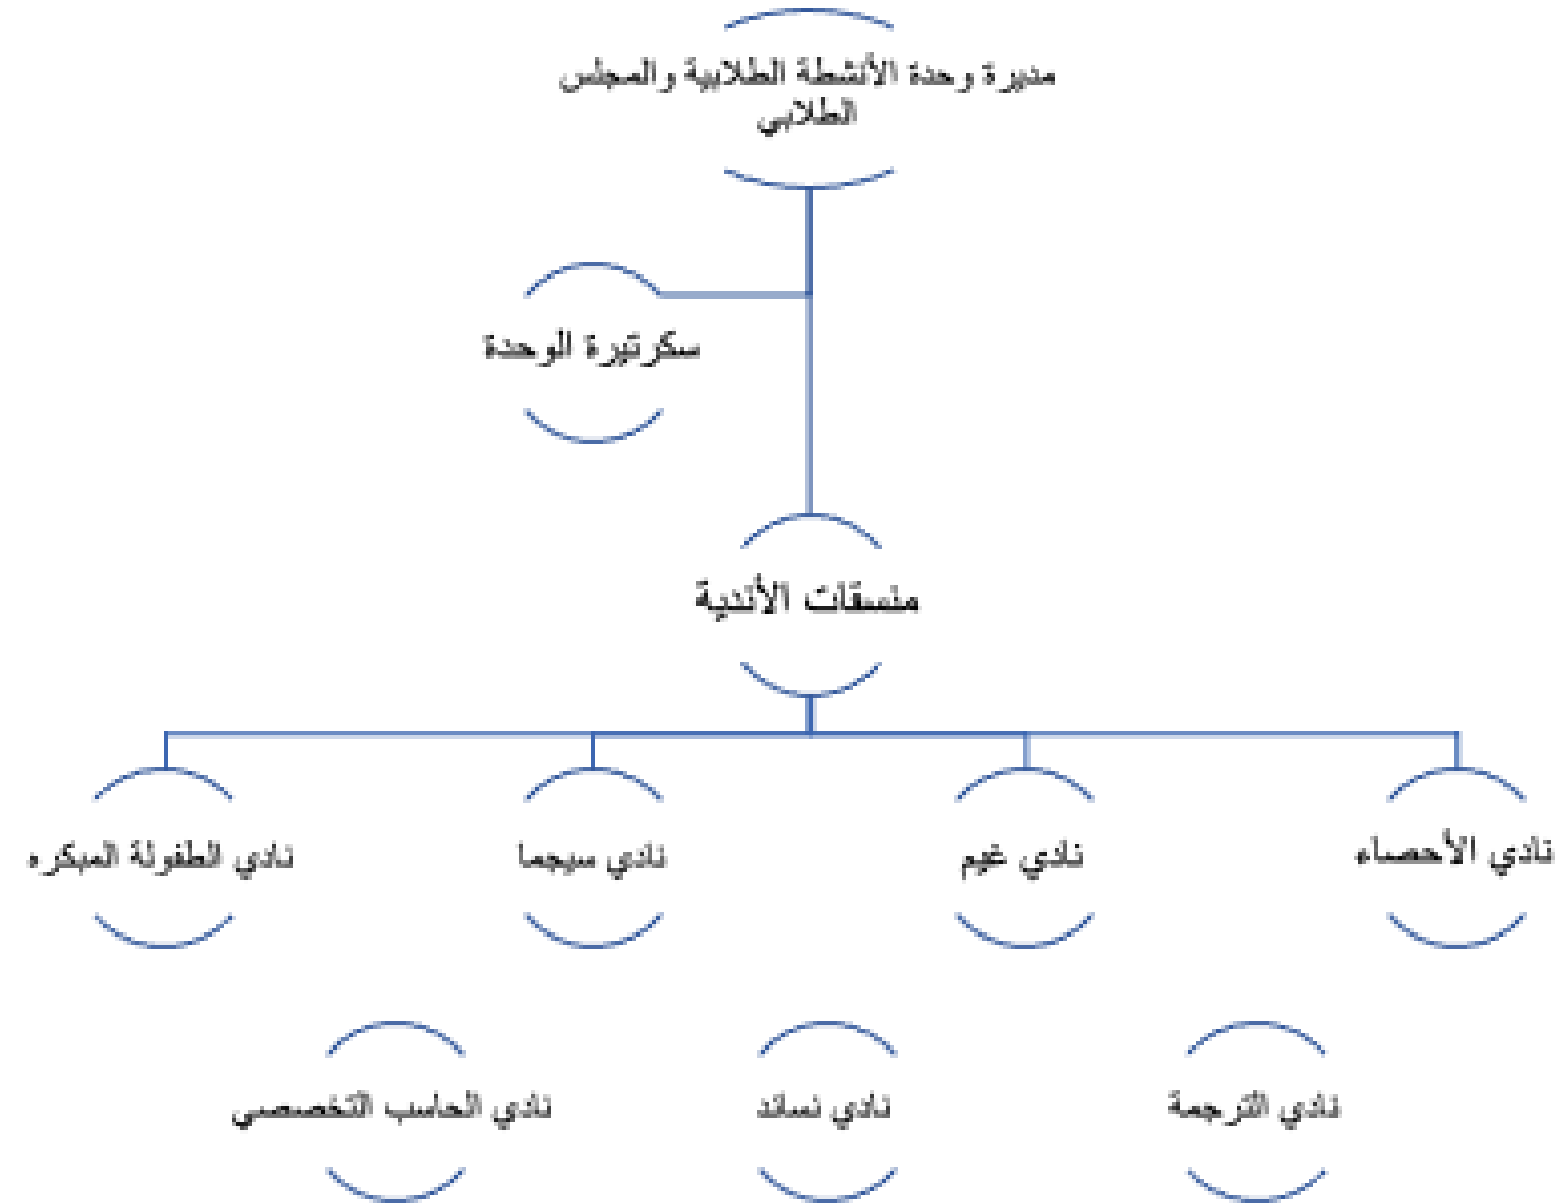 مديرة وحدة الأنشطة الطلابية والمجلس
الطلابي
سكرتيرة الوحدة
منسقات الأندية
نادي الأحصاء
نادي غيم
نادي سيجما
نادي الطفولة المبكره
نادي الترجمة
نادي نساند
نادي الحاسب التخصصي